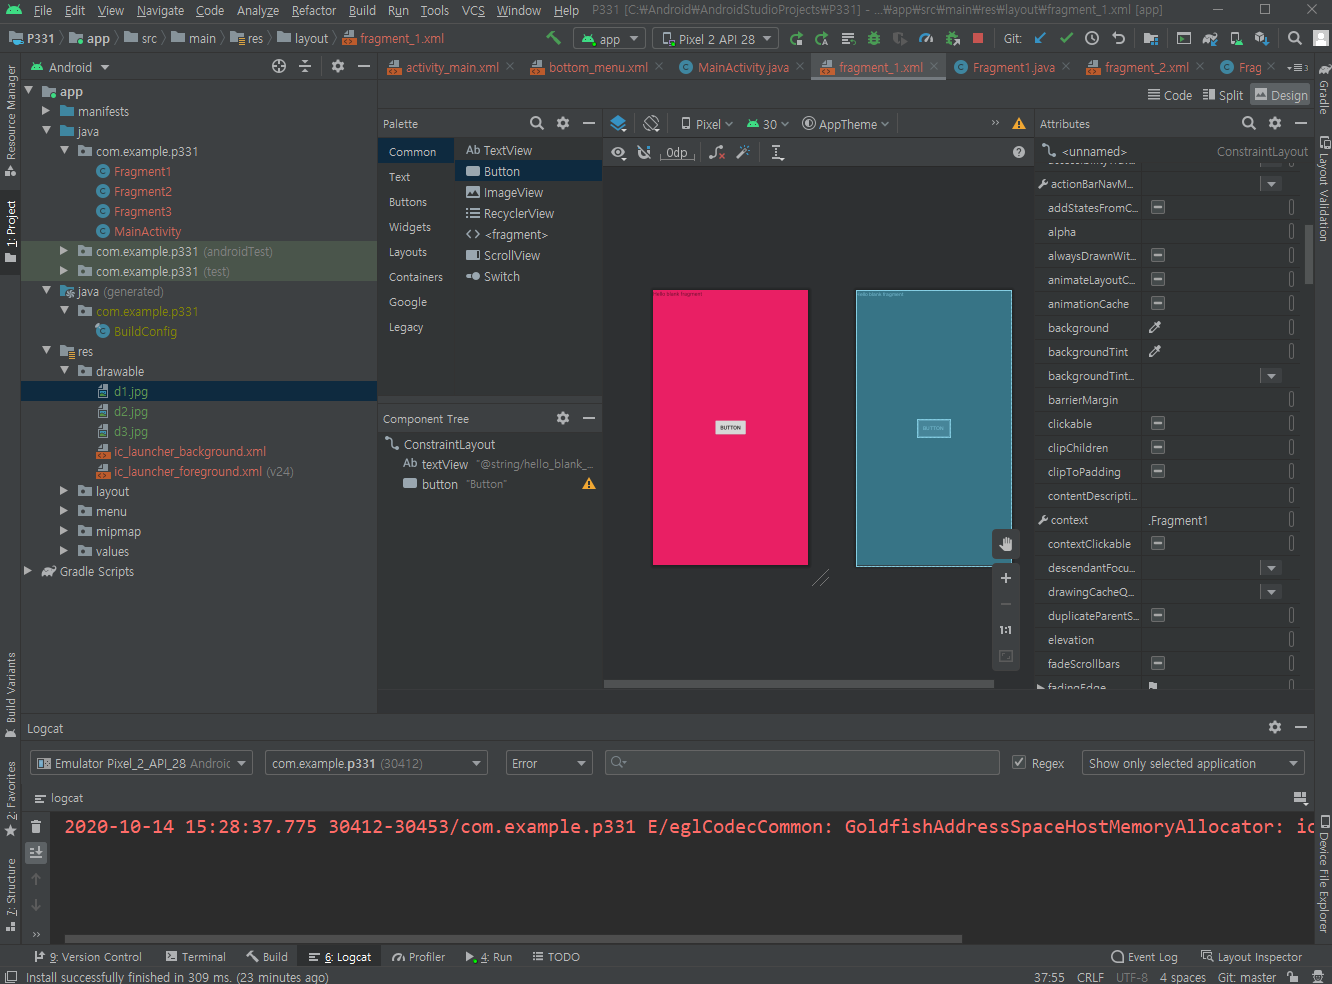 File Edit View Navigate Code Analyze Refactor Build Run Tools VCS Window Help P331 [C:₩Android₩AndroidStudioProjects₩P331] - ...₩app₩src₩main₩res₩layout₩fragment_1.xml [app]
P331 app src main res layout fragment_1.xml app Pixel 2 API 28 Git:
Android
activity_main.xml bottom_menu.xml MainActivity.java fragment_1.xml Fragment1.java fragment_2.xml Frag
Code Split Design
app
manifests
java
com.example.p331
Fragment1
Fragment2
Fragment3
MainActivity
com.example.p331 (androidTest)
com.example.p331 (test)
java (generated)
com.example.p331
BuildConfig
res
drawable
d1.jpg
d2.jpg
d3.jpg
ic_launcher_background.xml
ic_launcher_foreground.xml (v24)
layout
menu
mipmap
values
Gradle Scripts
Resource Manager
1: Project
Build Variants
2: Favorites
7: Structure
Palette
Common
Text
Buttons
Widgets
Layouts
Containers
Google
Legacy
Ab TextView
Button
ImageView
RecyclerView
<fragment>
ScrollView
Switch
Component Tree
ConstraintLayout
Ab textView "@string/hello_blank_...
button "Button"
Pixel 30 AppTheme
0dp
Hello blank fragment
BUTTON
Hello blank fragment
BUTTON
1:1
Attributes
<unnamed> ConstraintLayout
actionBarNavM...
addStatesFromC...
alpha
alwaysDrawnWit...
animateLayoutC...
animationCache
background
backgroundTint
backgroundTint...
barrierMargin
clickable
clipChildren
clipToPadding
contentDescripti...
context .Fragment1
contextClickable
descendantFocu...
drawingCacheQ...
duplicateParentS...
elevation
fadeScrollbars
fadingEdge
Gradle
Layout Validation
Device File Explorer
Logcat
Emulator Pixel_2_API_28 Androic com.example.p331 (30412) Error Regex Show only selected application
logcat
2020-10-14 15:28:37.775 30412-30453/com.example.p331 E/eglCodecCommon: GoldfishAddressSpaceHostMemoryAllocator: ic
9: Version Control Terminal Build 6: Logcat Profiler 4: Run TODO Event Log Layout Inspector
Install successfully finished in 309 ms. (23 minutes ago) 37:55 CRLF UTF-8 4 spaces Git: master